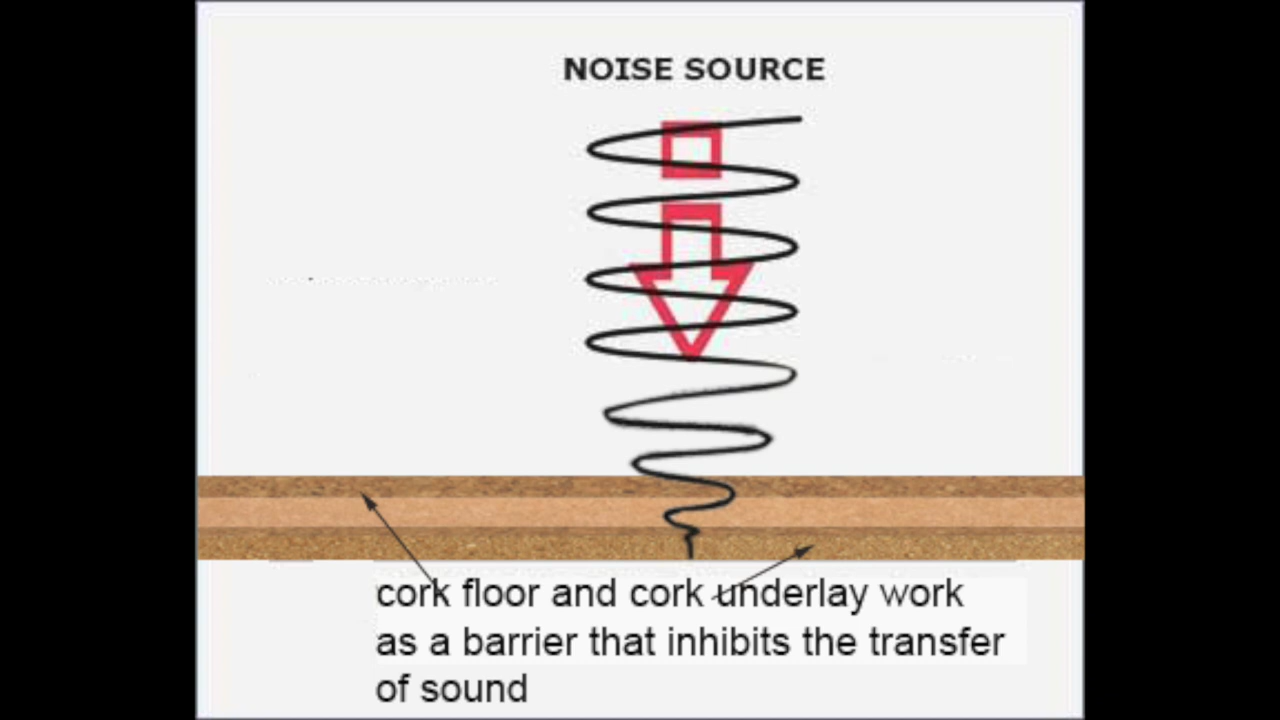 NOISE SOURCE
cork floor and cork underlay work
as a barrier that inhibits the transfer
of sound